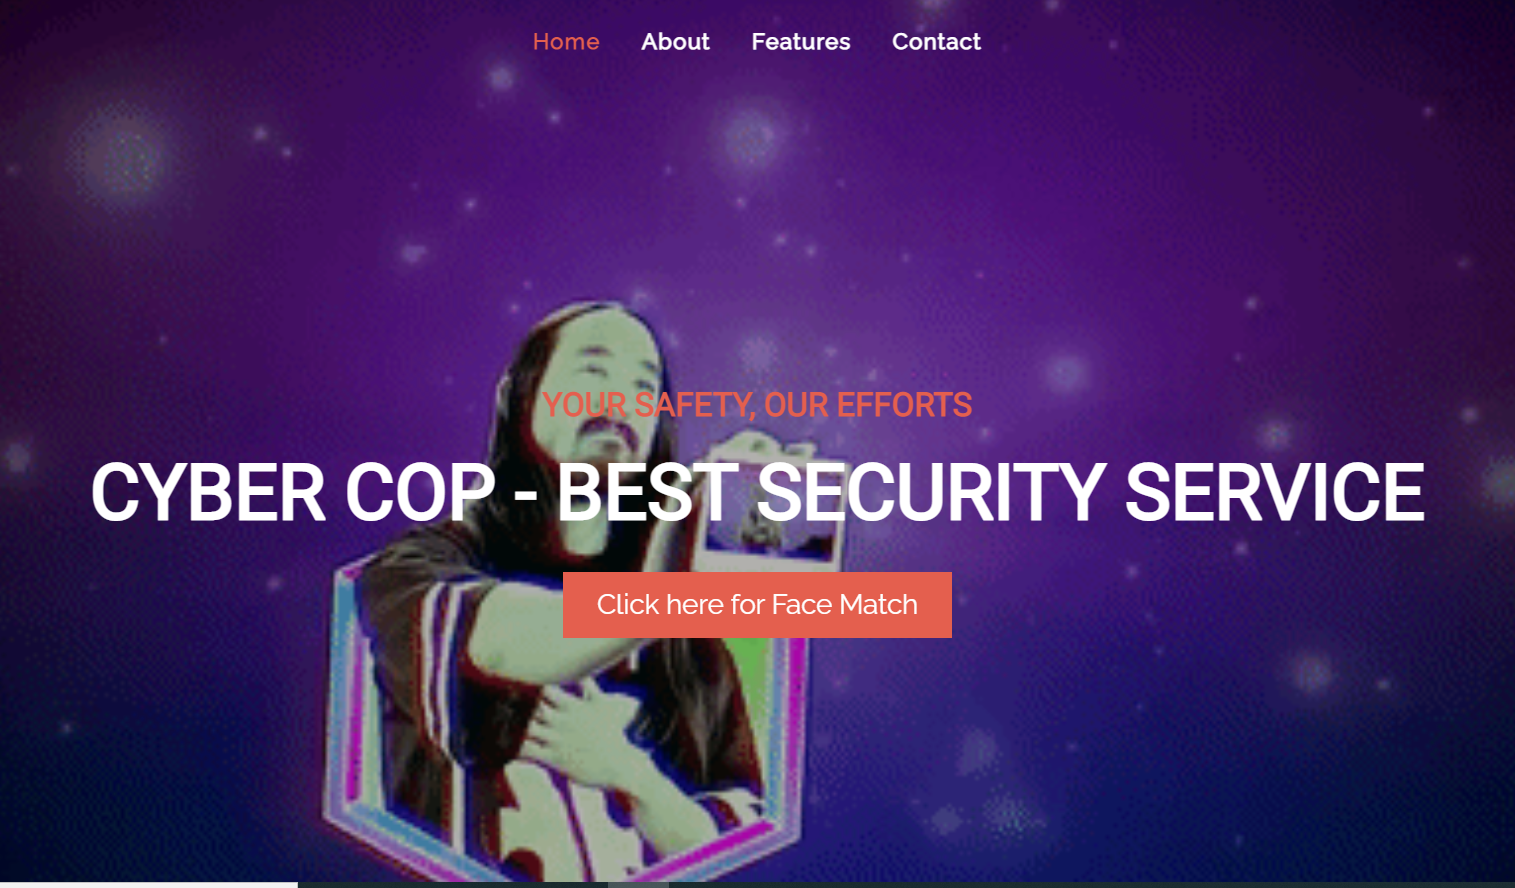 Home About Features Contact
YOUR SAFETY, OUR EFFORTS
CYBER COP - BEST SECURITY SERVICE
Click here for Face Match